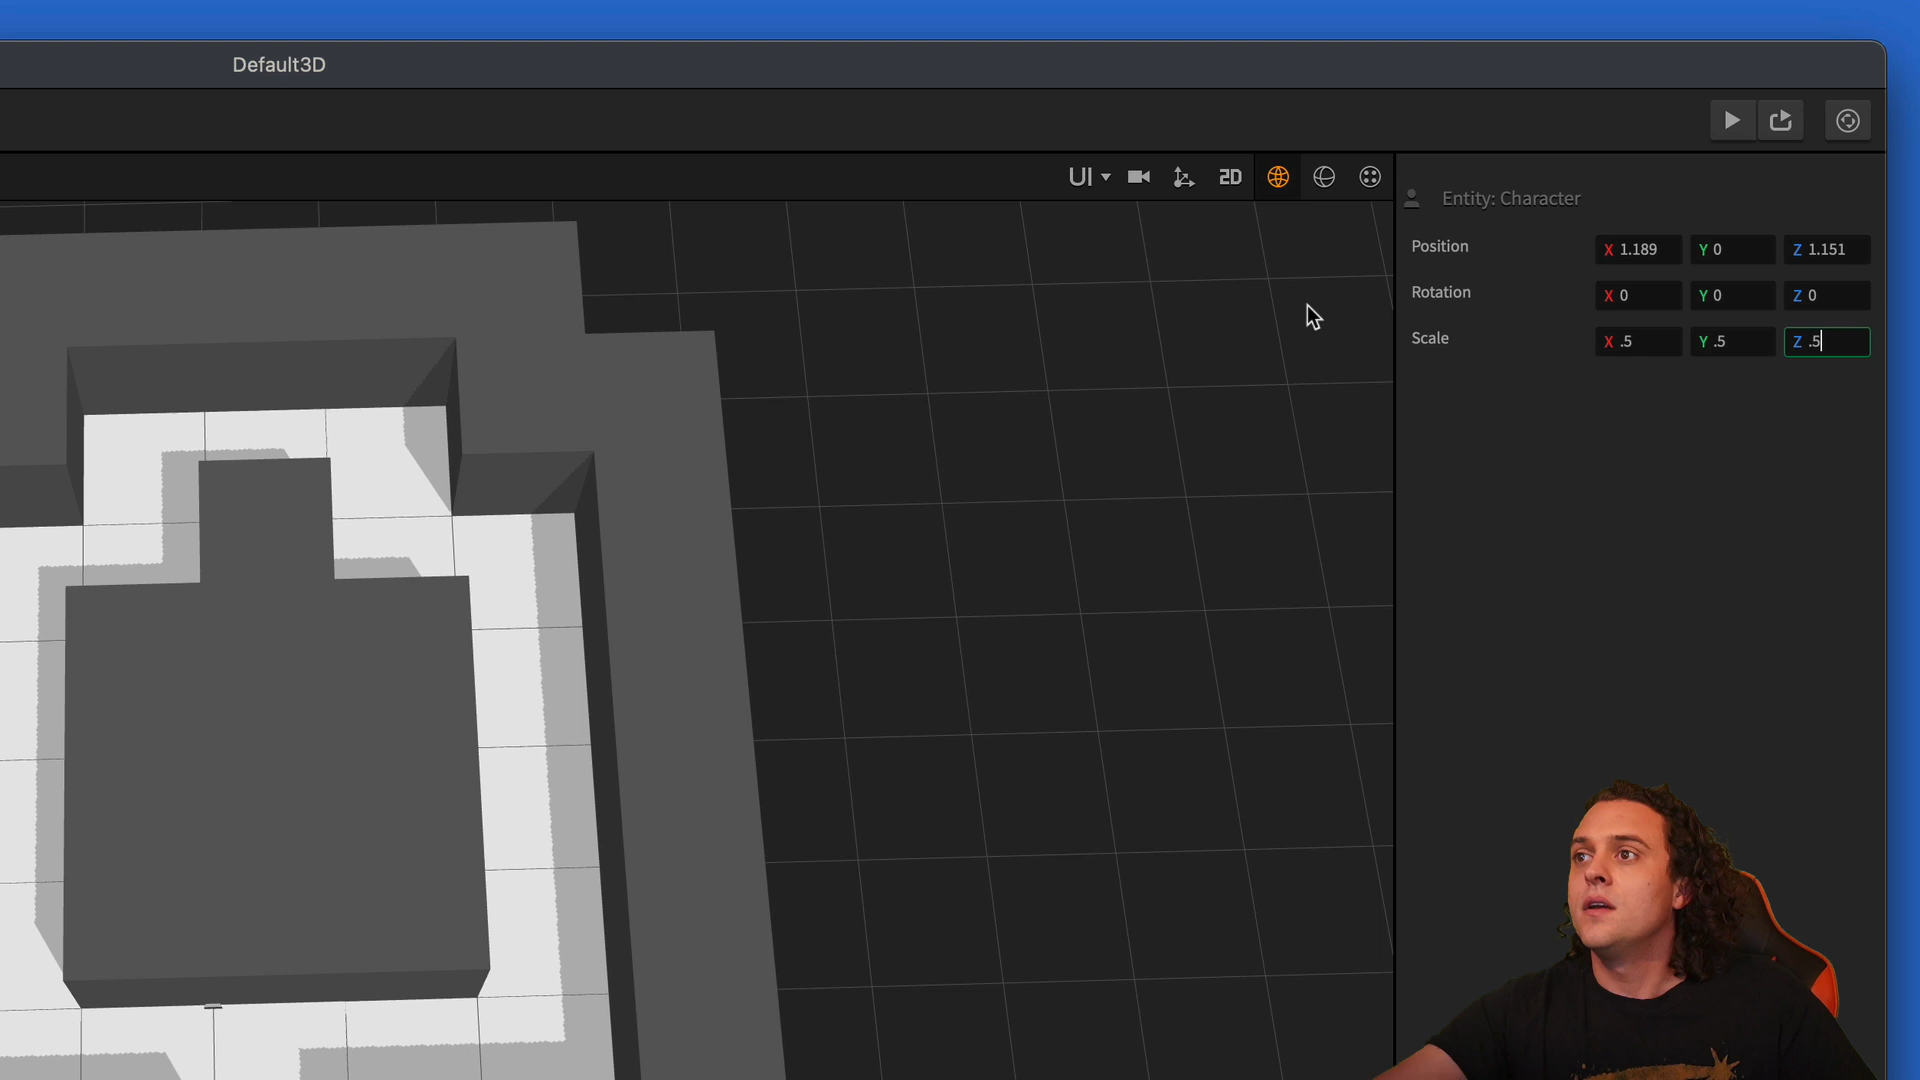 Default3D
UI 2D
Entity: Character
Position X 1.189 Y 0 Z 1.151
Rotation X 0 Y 0 Z 0
Scale X .5 Y .5 Z .5